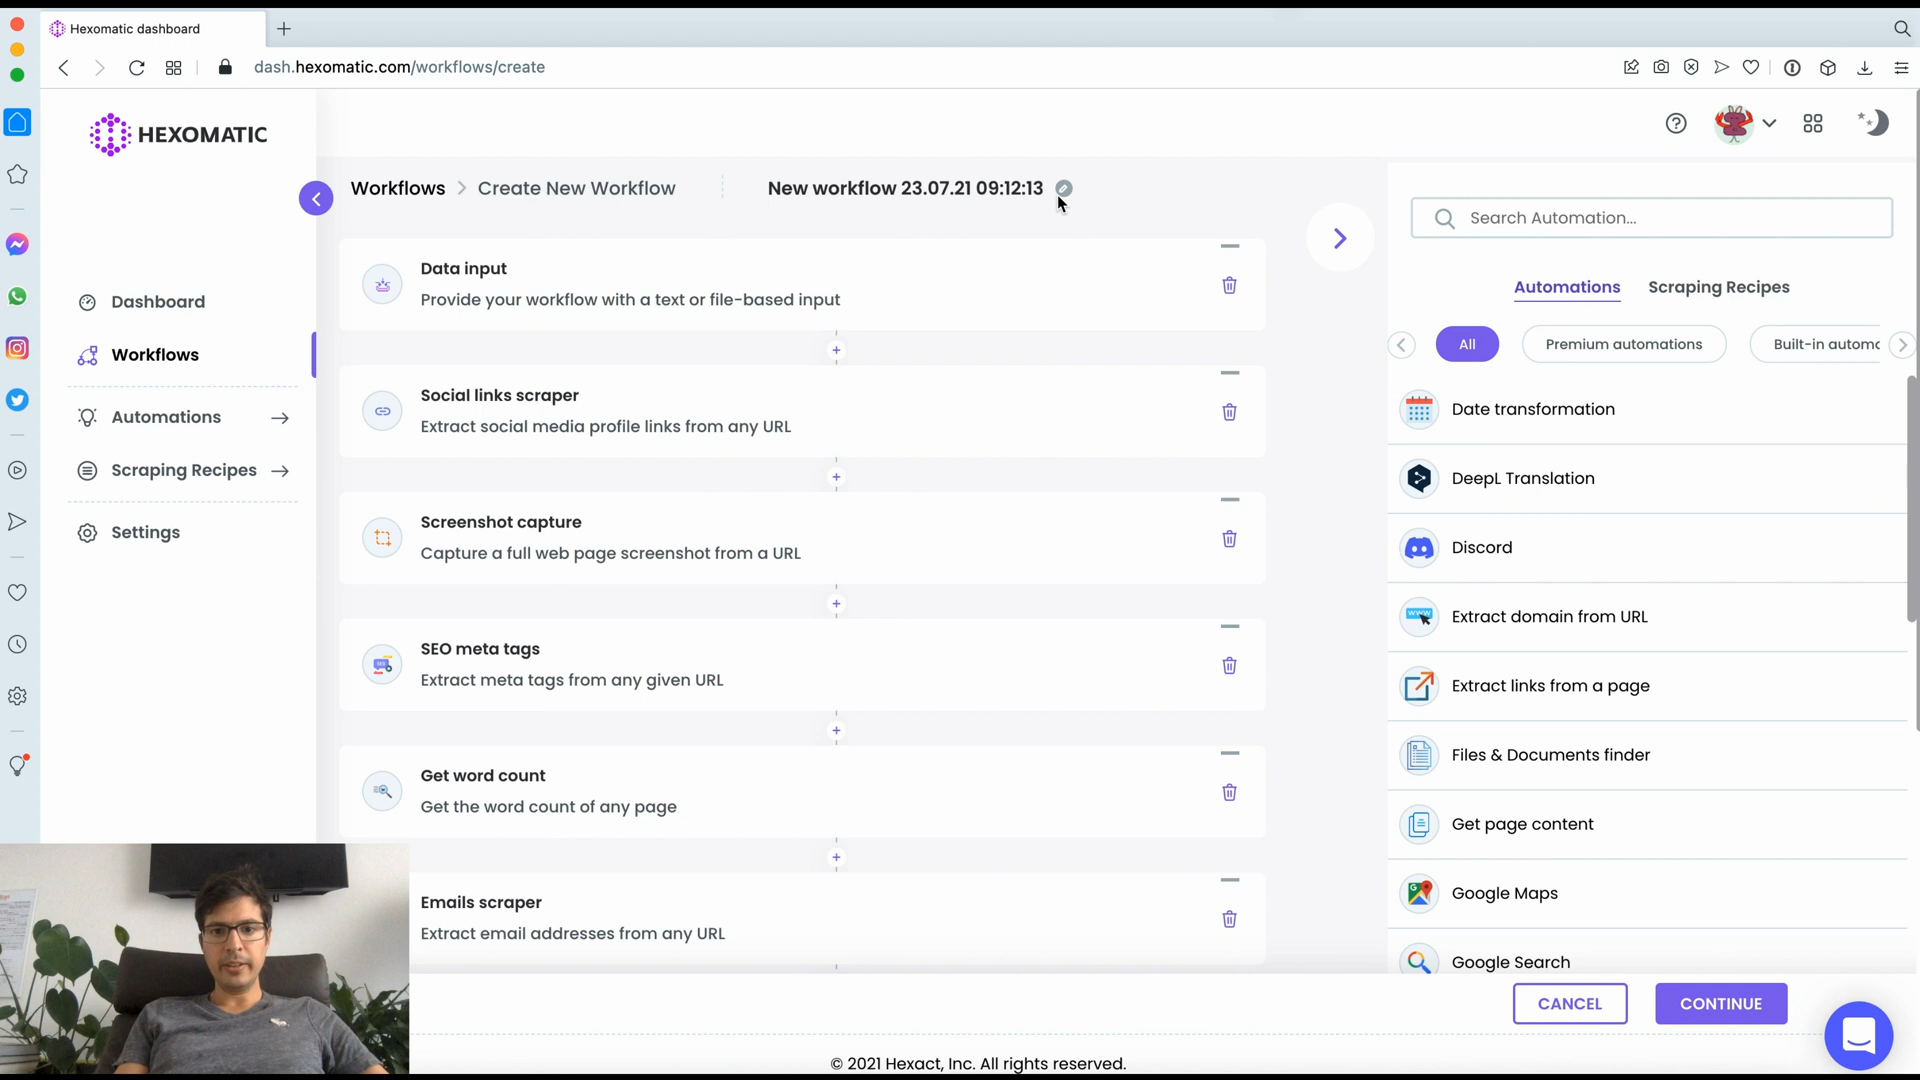 Hexomatic dashboard
dash.hexomatic.com/workflows/create
HEXOMATIC
Workflows
Create New Workflow
New workflow 23.07.21 09:12:13
Dashboard
Workflows
Automations
Scraping Recipes
Settings
Data input
Provide your workflow with a text or file-based input
Social links scraper
Extract social media profile links from any URL
Screenshot capture
Capture a full web page screenshot from a URL
SEO meta tags
Extract meta tags from any given URL
Get word count
Get the word count of any page
Emails scraper
Extract email addresses from any URL
Search Automation...
Automations
Scraping Recipes
All
Premium automations
Built-in automa
Date transformation
DeepL Translation
Discord
Extract domain from URL
Extract links from a page
Files & Documents finder
Get page content
Google Maps
Google Search
CANCEL
CONTINUE
© 2021 Hexact, Inc. All rights reserved.